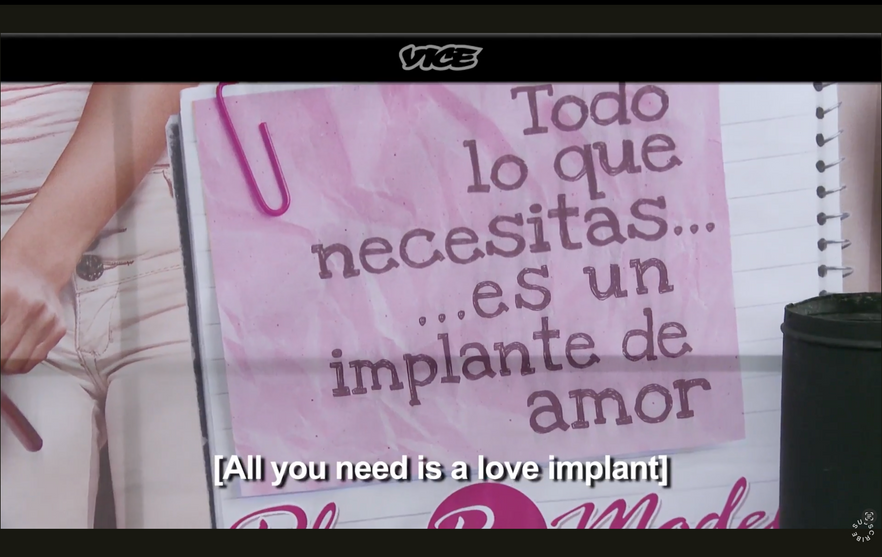 VICE
Todo
lo que
necesitas...
...es un
implante de
amor
[All you need is a love implant]